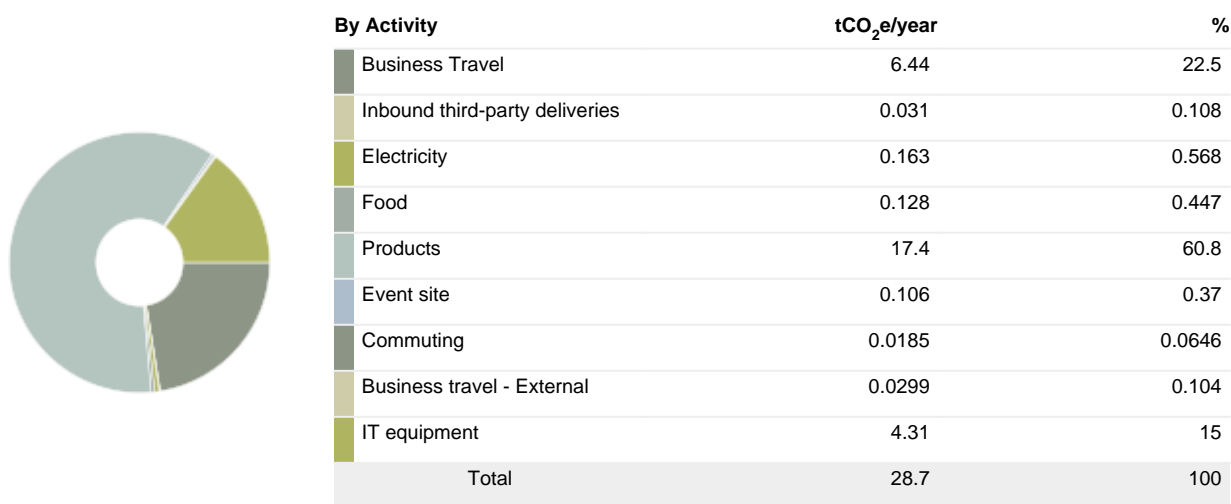 By Activity tCO2e/year %
Business Travel 6.44 22.5
Inbound third-party deliveries 0.031 0.108
Electricity 0.163 0.568
Food 0.128 0.447
Products 17.4 60.8
Event site 0.106 0.37
Commuting 0.0185 0.0646
Business travel - External 0.0299 0.104
IT equipment 4.31 15
Total 28.7 100